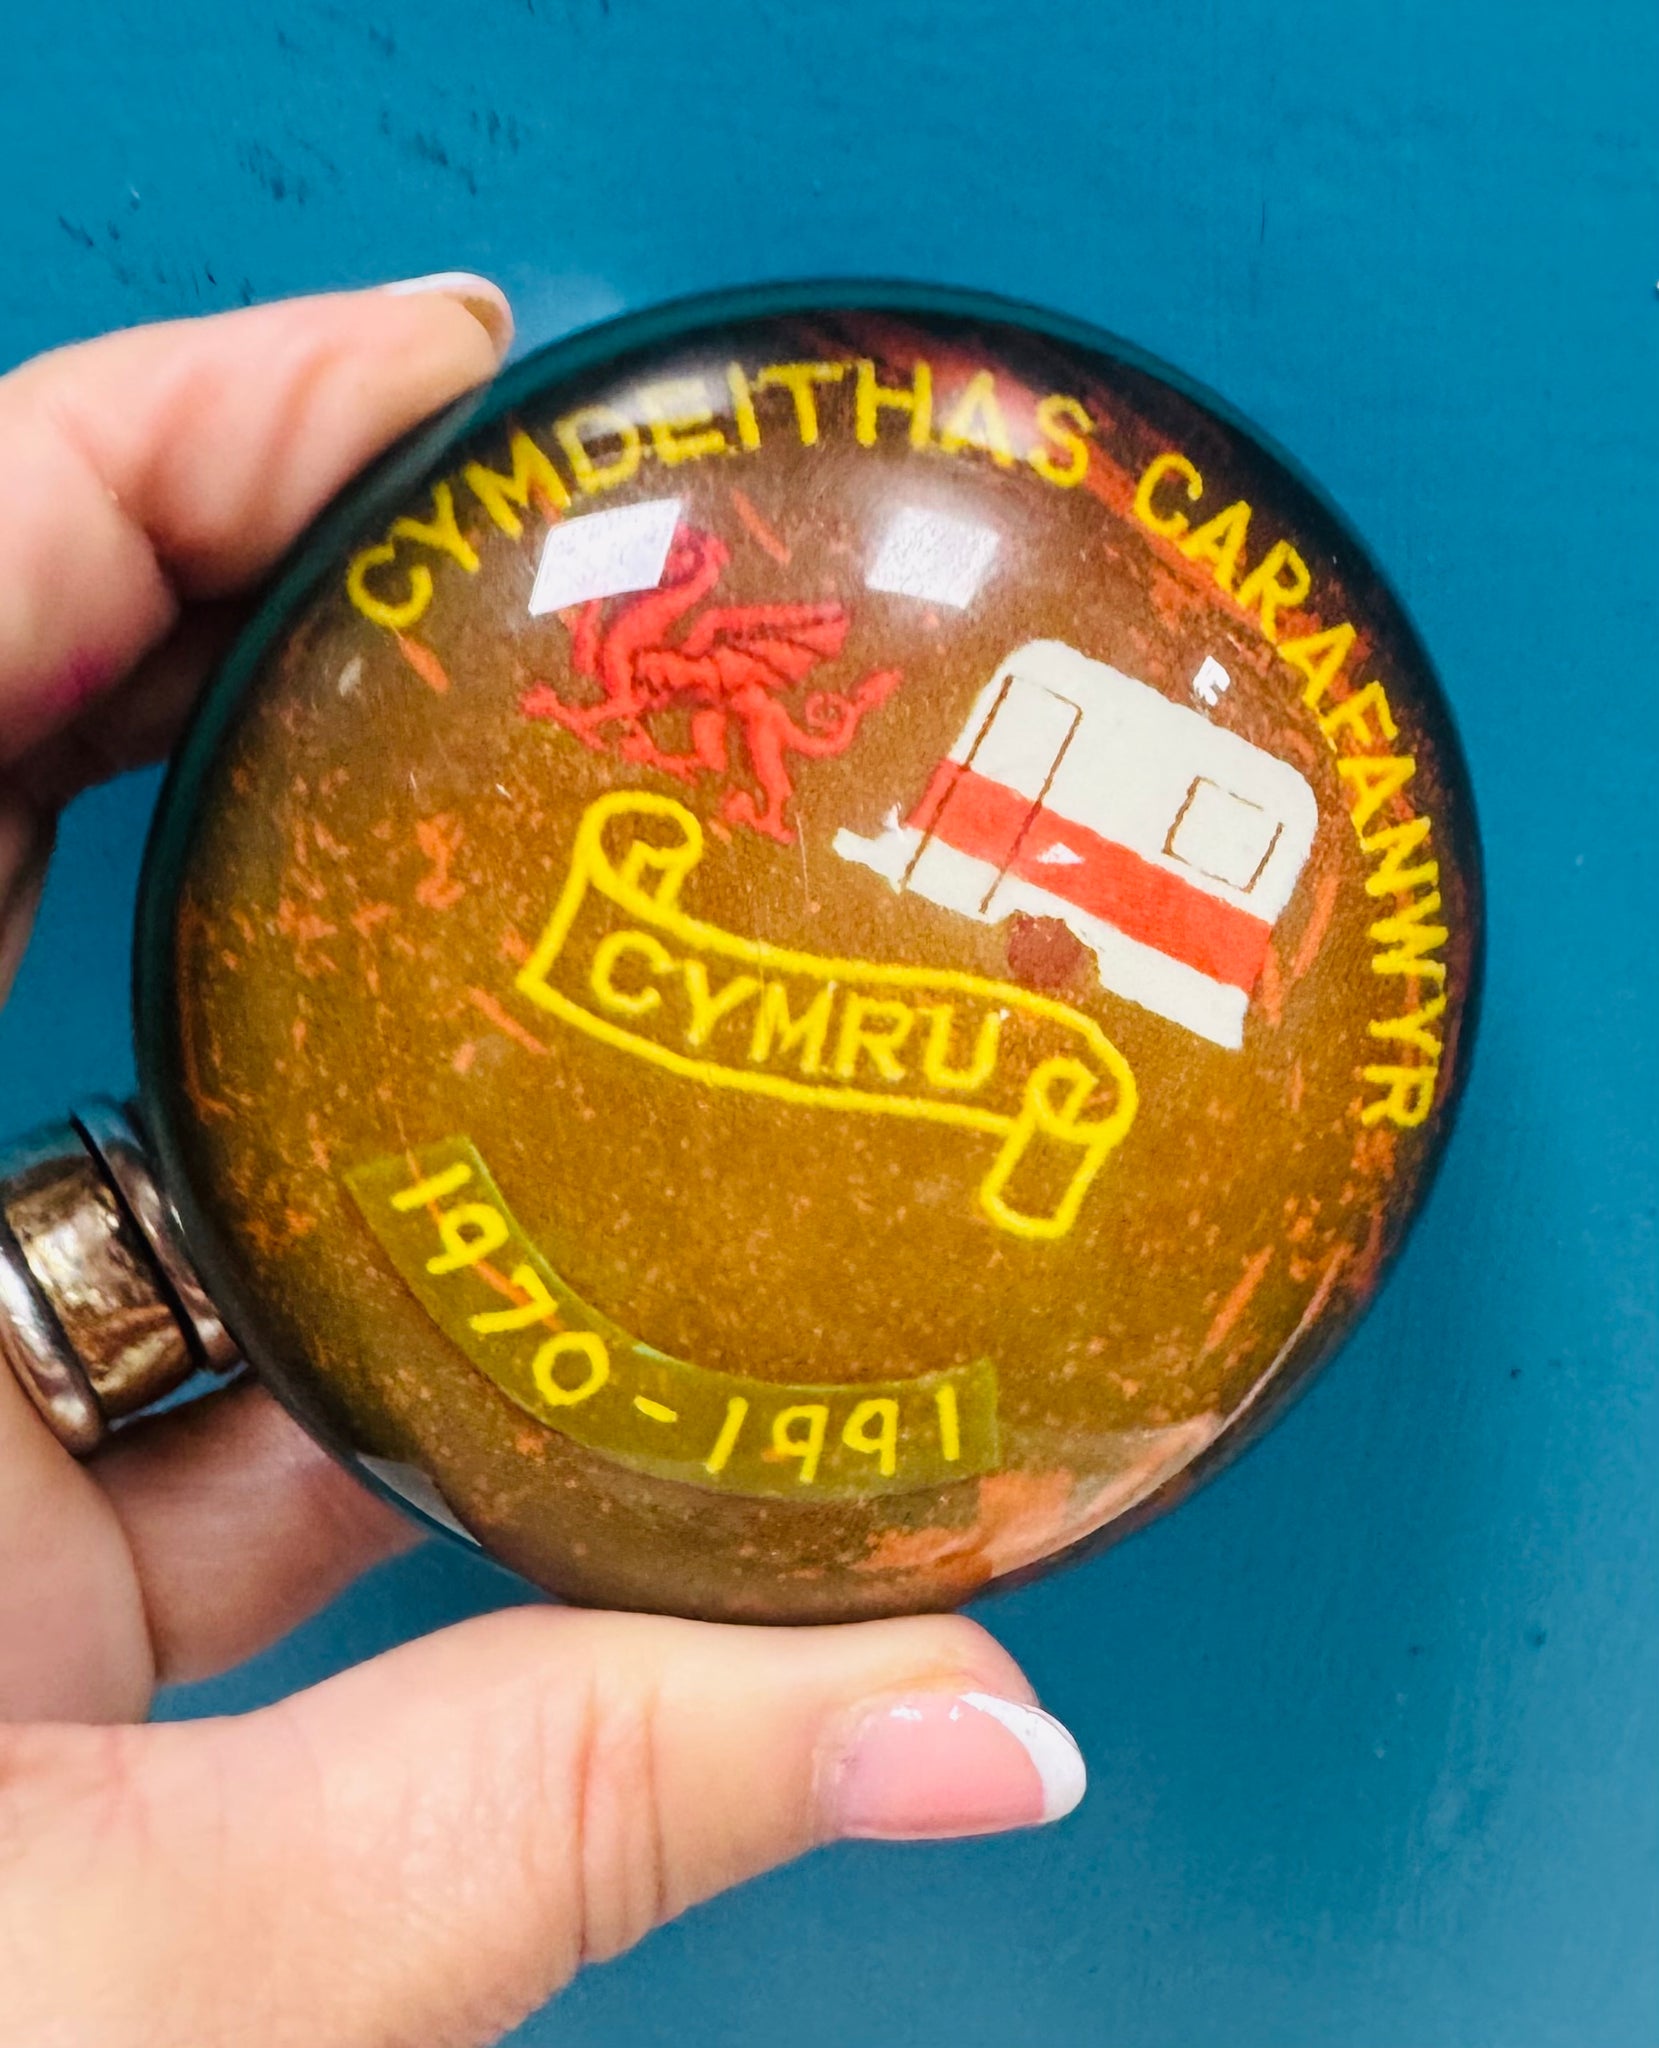 CYMDEITHAS CARAFANWYR
CYMRU
1970-1991